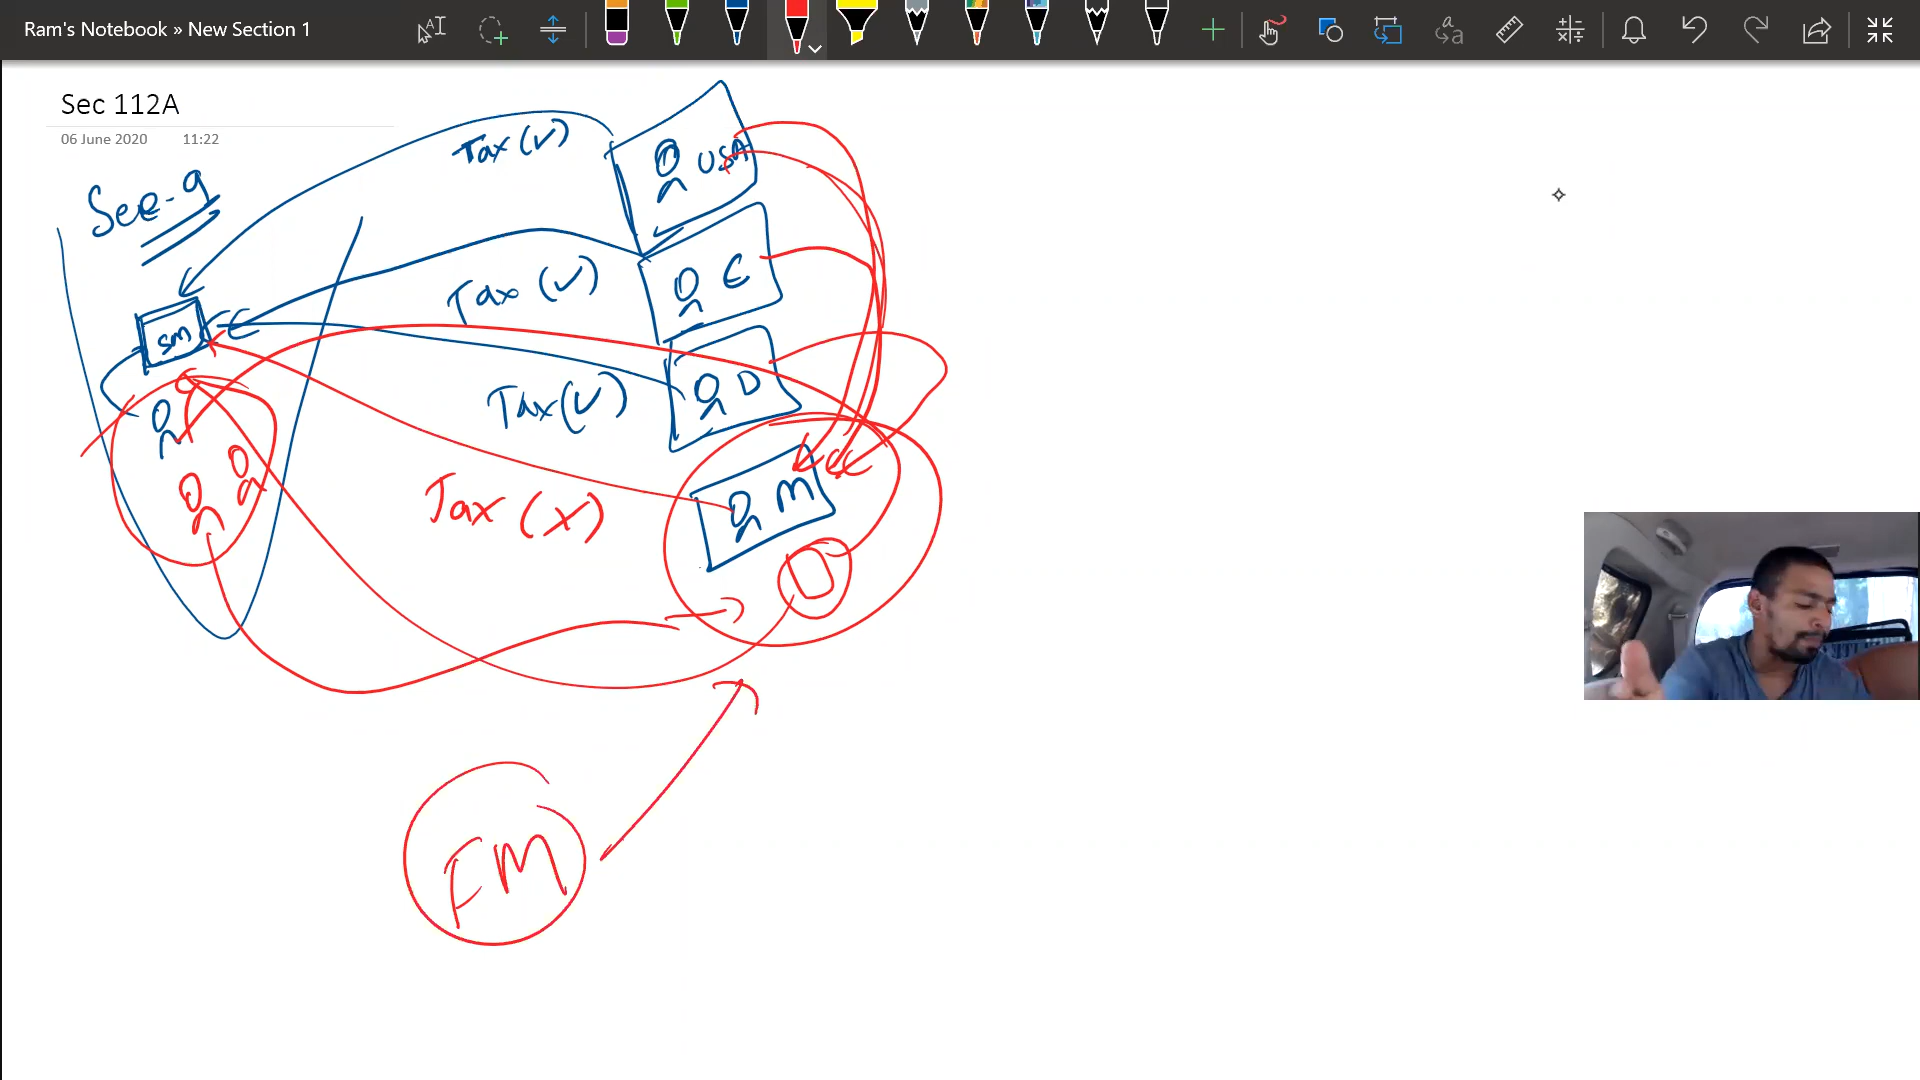 Ram's Notebook » New Section 1
Sec 112A
06 June 2020 11:22
Sec-9
Tax (✓)
USA
Tax (✓)
E
sm
Tax (✓)
D
Tax (X)
M
FM